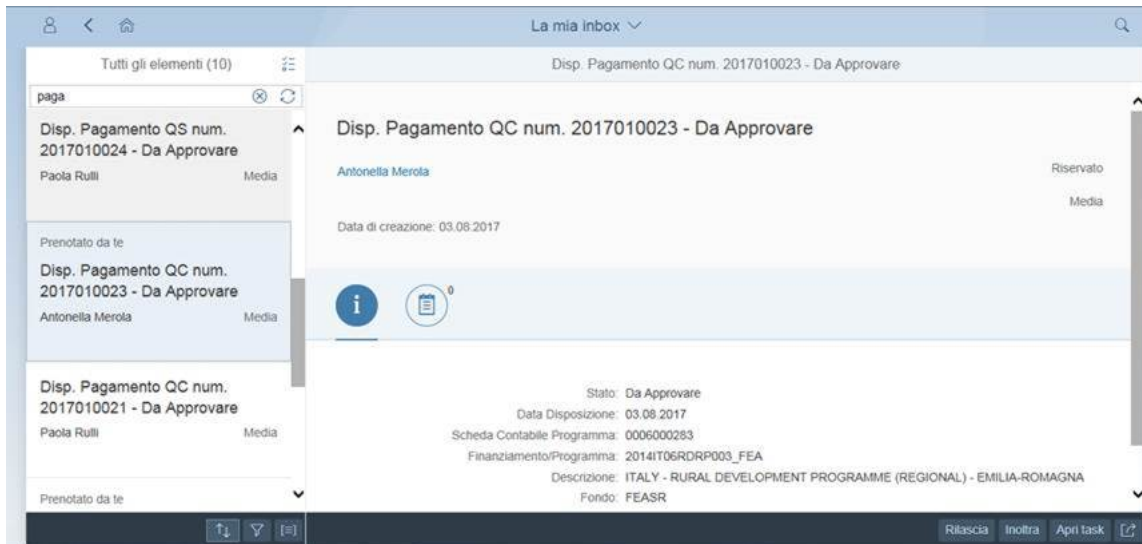 La mia inbox
Tutti gli elementi (10)
paga
Disp. Pagamento QS num.
2017010024 - Da Approvare
Paola Rulli Media
Prenotato da te
Disp. Pagamento QC num.
2017010023 - Da Approvare
Antonella Merola Media
Disp. Pagamento QC num.
2017010021 - Da Approvare
Paola Rulli Media
Prenotato da te
Disp. Pagamento QC num. 2017010023 - Da Approvare
Disp. Pagamento QC num. 2017010023 - Da Approvare
Antonella Merola Riservato
Media
Data di creazione: 03.08.2017
0
Stato: Da Approvare
Data Disposizione: 03.08.2017
Scheda Contabile Programma: 0006000283
Finanziamento/Programma: 2014IT06RDRP003_FEA
Descrizione: ITALY - RURAL DEVELOPMENT PROGRAMME (REGIONAL) - EMILIA-ROMAGNA
Fondo: FEASR
Rilascia Inoltra Apri task